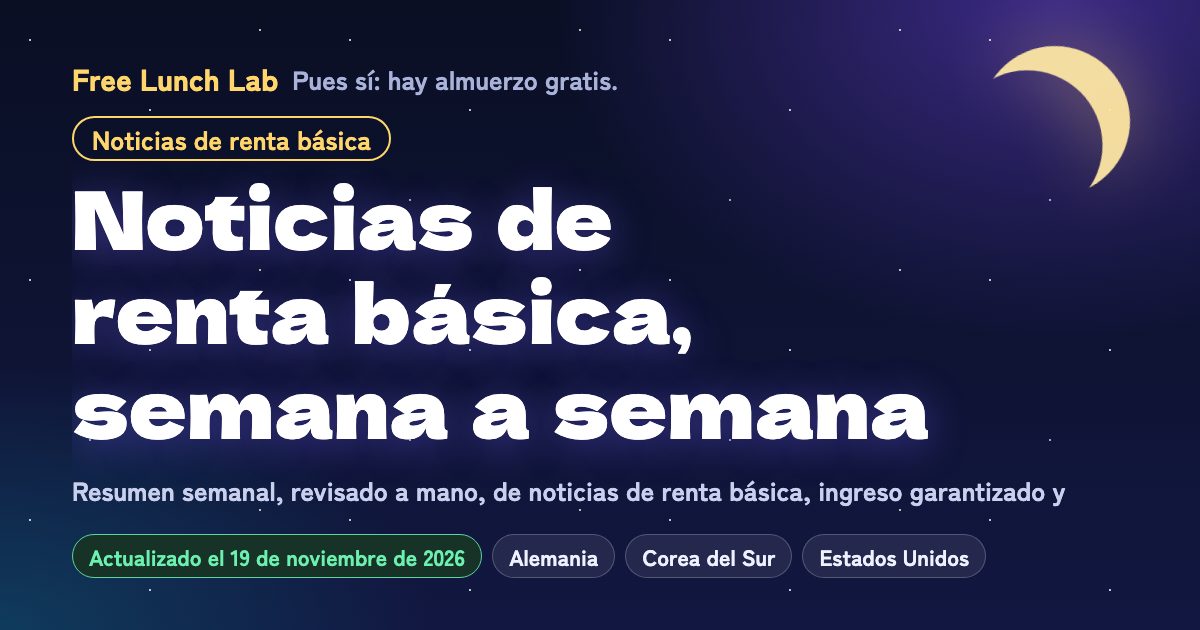 Free Lunch Lab Pues sí: hay almuerzo gratis.
Noticias de renta básica
Noticias de
renta básica,
semana a semana
Resumen semanal, revisado a mano, de noticias de renta básica, ingreso garantizado y
Actualizado el 19 de noviembre de 2026 Alemania Corea del Sur Estados Unidos